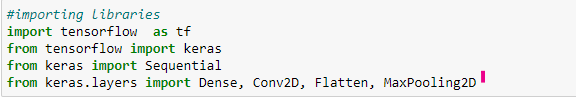 #importing libraries
import tensorflow  as tf
from tensorflow import keras
from keras import Sequential
from keras.layers import Dense, Conv2D, Flatten, MaxPooling2D